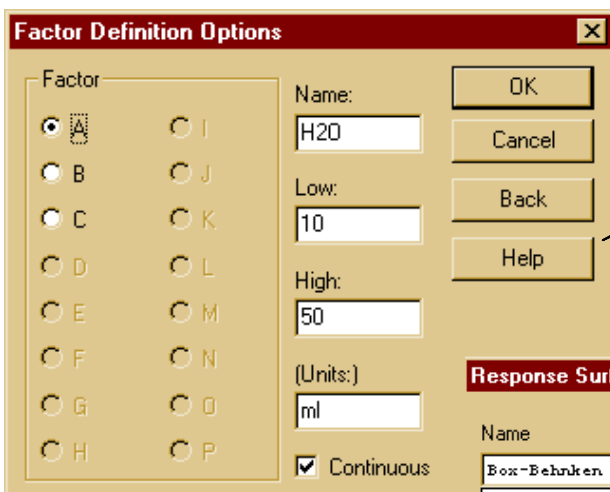 Factor Definition Options
Factor
A
B
C
D
E
F
G
H
I
J
K
L
M
N
O
P
Name:
H2O
Low:
10
High:
50
(Units:)
ml
Continuous
OK
Cancel
Back
Help
Response Sur
Name
Box-Behnken